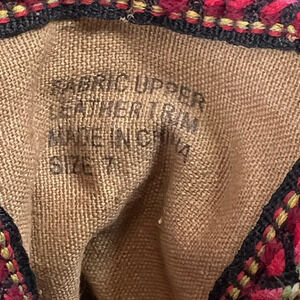 FABRIC UPPER
LEATHER TRIM
MADE IN CHINA
SIZE 7